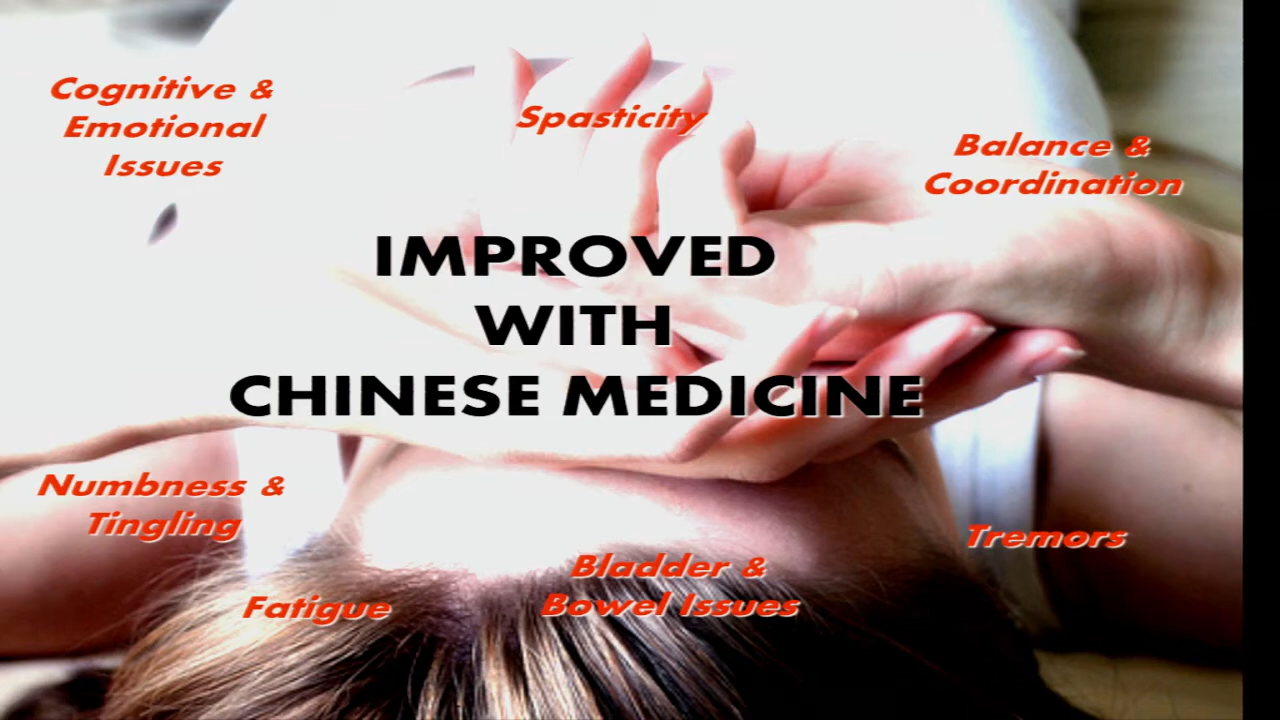 Cognitive &
Emotional
Issues
Spasticity
Balance &
Coordination
IMPROVED
WITH
CHINESE MEDICINE
Numbness &
Tingling
Tremors
Bladder &
Bowel Issues
Fatigue